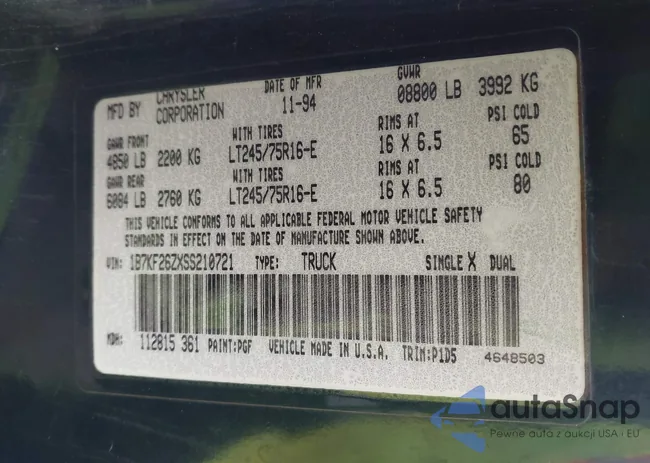 MFD BY CHRYSLER CORPORATION DATE OF MFR 11-94 GVWR 08800 LB 3992 KG
GAWR FRONT WITH TIRES RIMS AT PSI COLD
4850 LB 2200 KG LT245/75R16-E 16 X 6.5 65
GAWR REAR WITH TIRES RIMS AT PSI COLD
6084 LB 2760 KG LT245/75R16-E 16 X 6.5 80
THIS VEHICLE CONFORMS TO ALL APPLICABLE FEDERAL MOTOR VEHICLE SAFETY
STANDARDS IN EFFECT ON THE DATE OF MANUFACTURE SHOWN ABOVE.
VIN: 1B7KF26ZXSS210721 TYPE: TRUCK SINGLE X DUAL
MDH: 112815 361 PAINT:PGF VEHICLE MADE IN U.S.A. TRIM:P1D5 4648503
autaSnap
Pewne auta z aukcji USA i EU